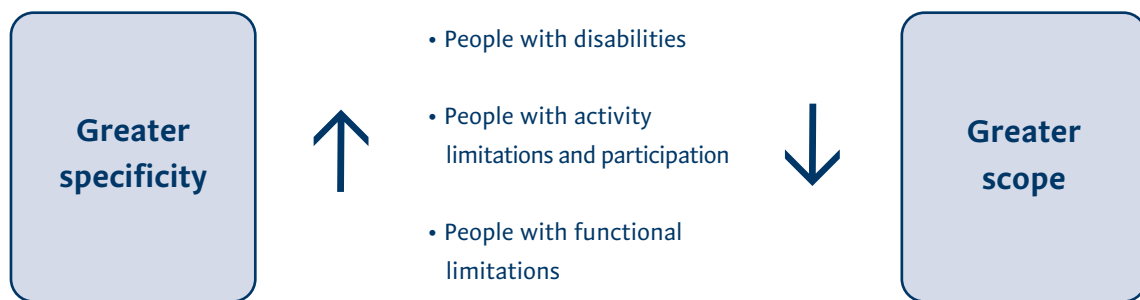 Greater
specificity
• People with disabilities
• People with activity
limitations and participation
• People with functional
limitations
Greater
scope